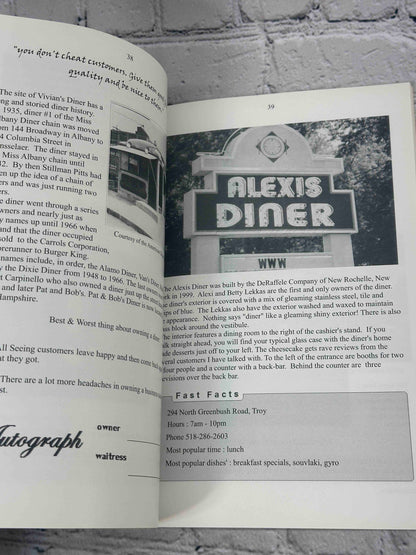 38
"you don't cheat customers. Give them
quality and be nice to them
The site of Vivian's Diner has a
and storied history.
1935, diner #1 of the Miss
Albany Diner chain was moved
from 144 Broadway in Albany to
Columbia Street in
The diner stayed in
Miss Albany chain until
By then Stillman Pitts had
up the idea of a chain of
and was just running two
diner went through a series
owners and nearly just as
names up until 1966 when
and that the diner occupied
sold to the Carrols Corporation,
forerunner to Burger King.
names include, in order, the Alamo Diner, Van's Diner
the Dixie Diner from 1948 to 1966. The
Carpinello who also owned a diner just up the
and later Pat and Bob's. Pat & Bob's Diner is now
Hampshire.
Courtesy of the
Best & Worst thing about owning a
All Seeing customers leave happy and then come
that they got.
There are a lot more headaches in owning a
Autograph
owner
waitress
39
ALEXIS
DINER
WWW
The Alexis Diner was built by the DeRaffele Company of New Rochelle, New
in 1999. Alexi and Betty Lekkas are the first and only owners of the diner.
diner's exterior is covered with a mix of gleaming stainless steel, tile and
of blue. The Lekkas also have the exterior washed and waxed to maintain
appearance. Nothing says "diner" like a gleaming shiny exterior! There is also
block around the vestibule.
interior features a dining room to the right of the cashier's stand. If you
straight ahead, you will find your typical glass case with the diner's home
desserts just off to your left. The cheesecake gets rave reviews from the
several customers I have talked with. To the left of the entrance are booths for two
four people and a counter with a back-bar. Behind the counter are three
over the back bar.
Fast Facts
294 North Greenbush Road, Troy
Hours : 7am - 10pm
Phone 518-286-2603
Most popular time : lunch
Most popular dishes' : breakfast specials, souvlaki, gyro